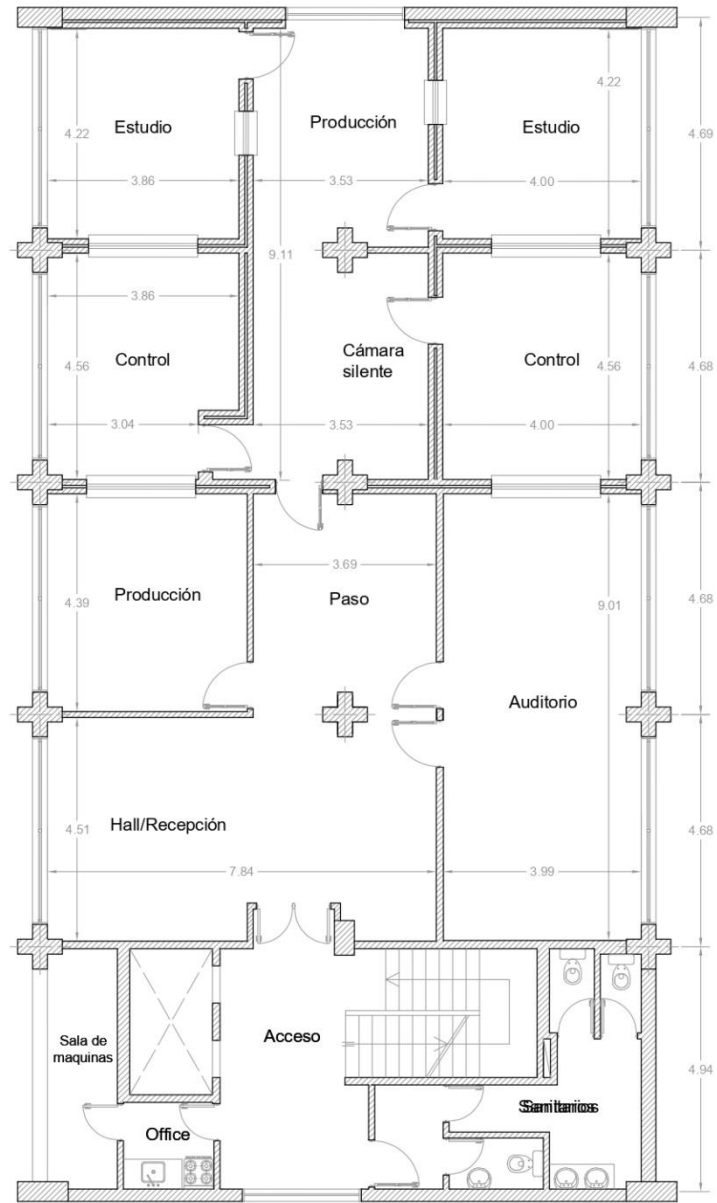 4.22
Estudio
3.86
Producción
3.53
4.22
Estudio
4.00
4.69
9.11
3.86
4.56
Control
3.04
Cámara
silente
3.53
Control
4.56
4.00
4.68
4.39
Producción
3.69
Paso
9.01
4.68
Auditorio
4.51
Hall/Recepción
7.84
3.99
4.68
Sala de
maquinas
Acceso
Office
Sanitarios
4.94